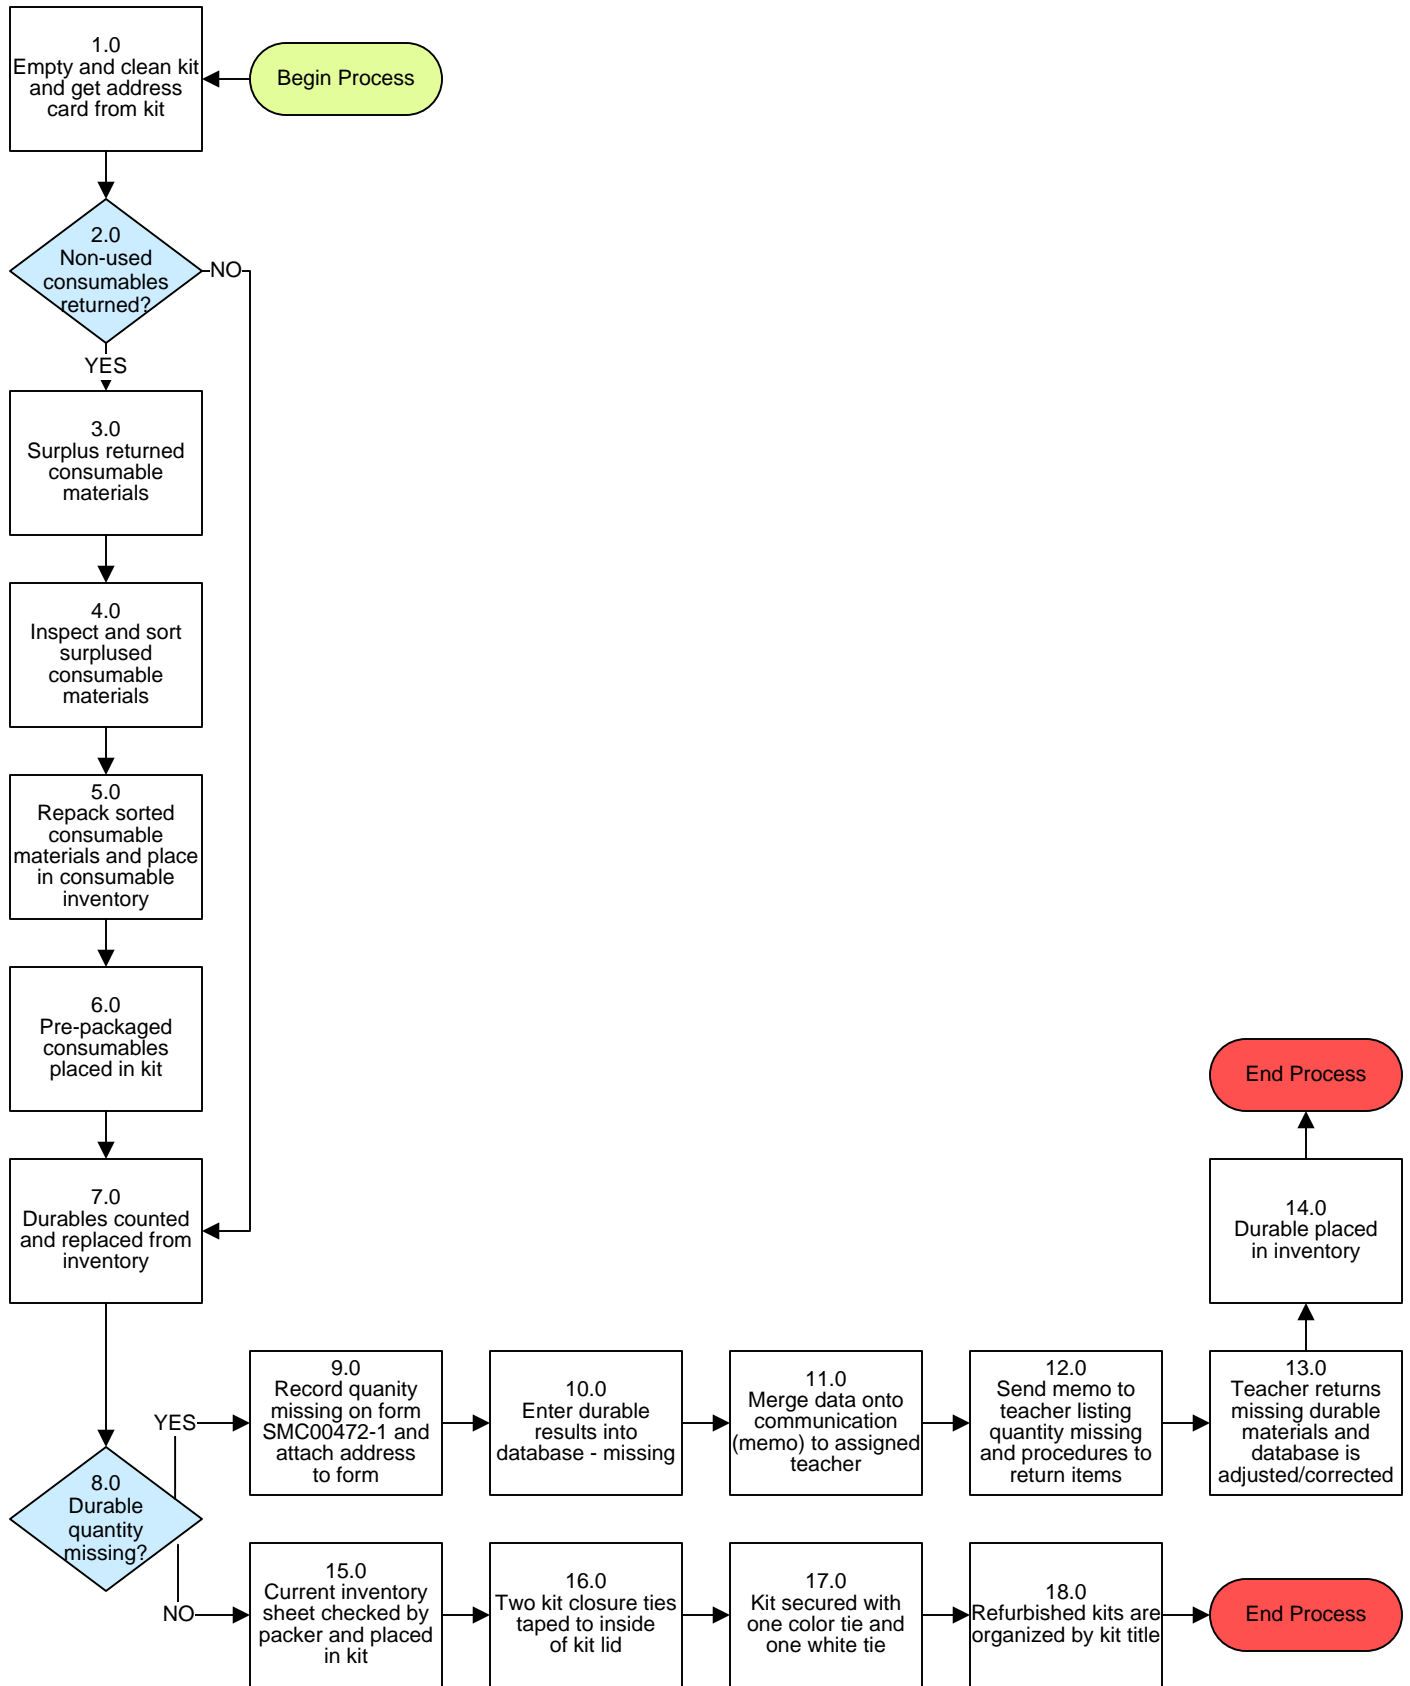 1.0
Empty and clean kit
and get address
card from kit
Begin Process
2.0
Non-used
consumables
returned?
NO
YES
3.0
Surplus returned
consumable
materials
4.0
Inspect and sort
surplused
consumable
materials
5.0
Repack sorted
consumable
materials and place
in consumable
inventory
6.0
Pre-packaged
consumables
placed in kit
7.0
Durables counted
and replaced from
inventory
8.0
Durable
quantity
missing?
YES
9.0
Record quanity
missing on form
SMC00472-1 and
attach address
to form
10.0
Enter durable
results into
database - missing
11.0
Merge data onto
communication
(memo) to assigned
teacher
12.0
Send memo to
teacher listing
quantity missing
and procedures to
return items
13.0
Teacher returns
missing durable
materials and
database is
adjusted/corrected
14.0
Durable placed
in inventory
End Process
NO
15.0
Current inventory
sheet checked by
packer and placed
in kit
16.0
Two kit closure ties
taped to inside
of kit lid
17.0
Kit secured with
one color tie and
one white tie
18.0
Refurbished kits are
organized by kit title
End Process